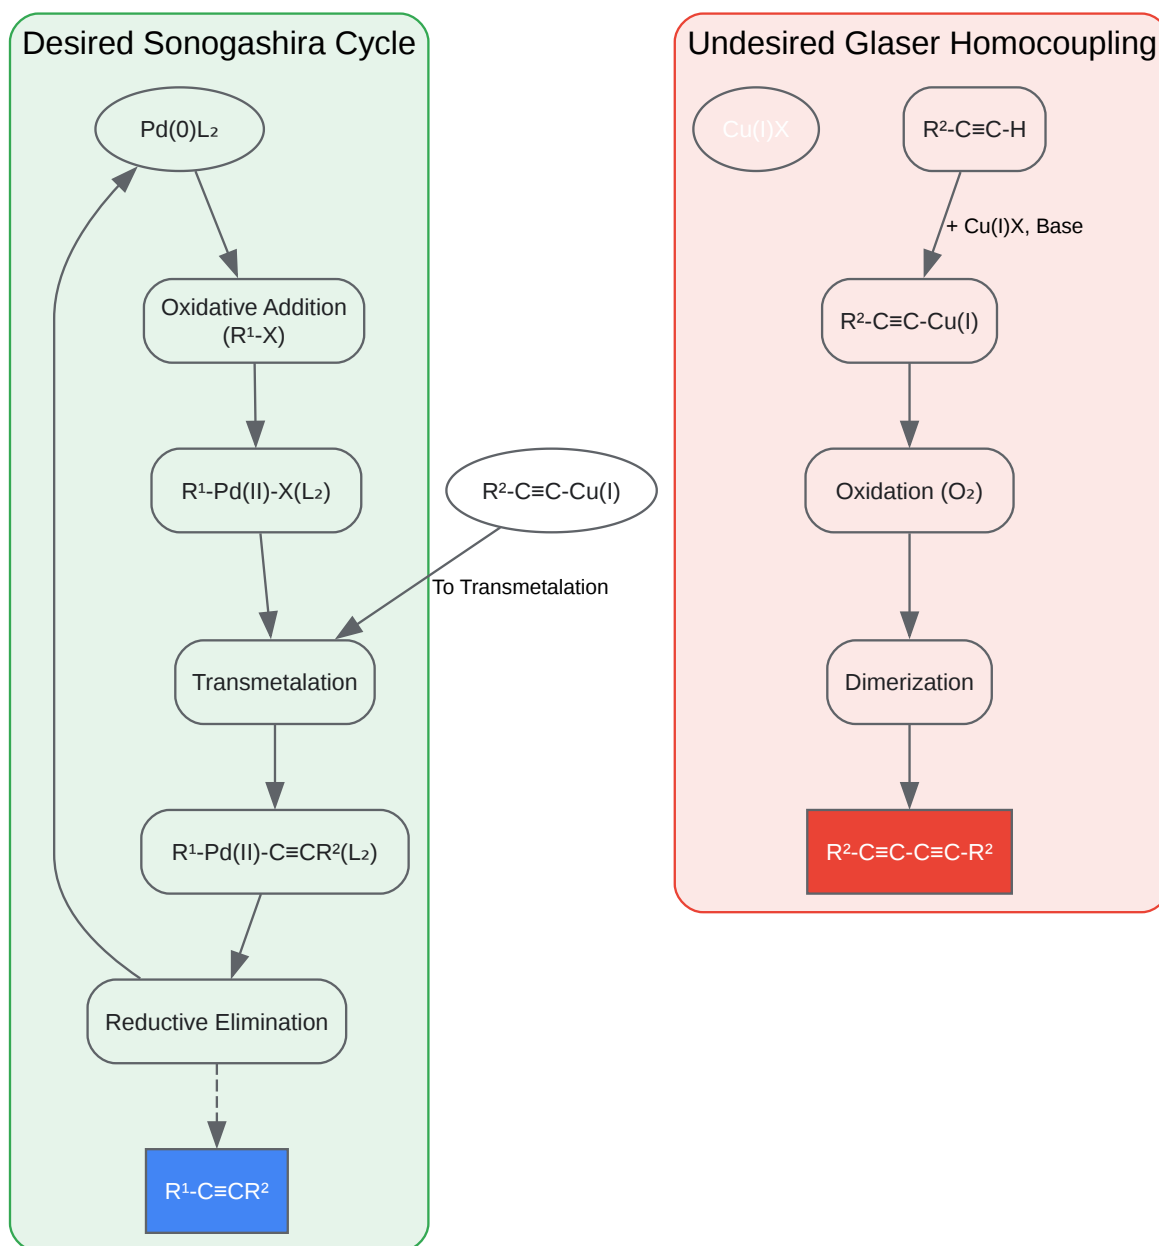 Desired Sonogashira Cycle
Pd(0)L₂
Oxidative Addition
(R¹-X)
R¹-Pd(II)-X(L₂)
R²-C≡C-Cu(I)
To Transmetalation
Transmetalation
R¹-Pd(II)-C≡CR²(L₂)
Reductive Elimination
R¹-C≡CR²
Undesired Glaser Homocoupling
Cu(I)X
R²-C≡C-H
+ Cu(I)X, Base
R²-C≡C-Cu(I)
Oxidation (O₂)
Dimerization
R²-C≡C-C≡C-R²